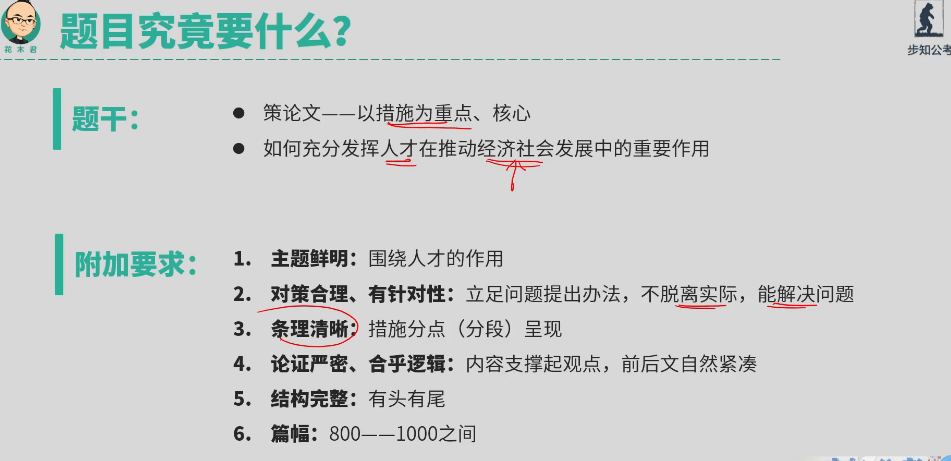 题目究竟要什么?
花木君
步知公考
题干:
● 策论文——以措施为重点、核心
● 如何充分发挥人才在推动经济社会发展中的重要作用
附加要求:
1. 主题鲜明:围绕人才的作用
2. 对策合理、有针对性:立足问题提出办法,不脱离实际,能解决问题
3. 条理清晰:措施分点(分段)呈现
4. 论证严密、合乎逻辑:内容支撑起观点,前后文自然紧凑
5. 结构完整:有头有尾
6. 篇幅:800——1000之间